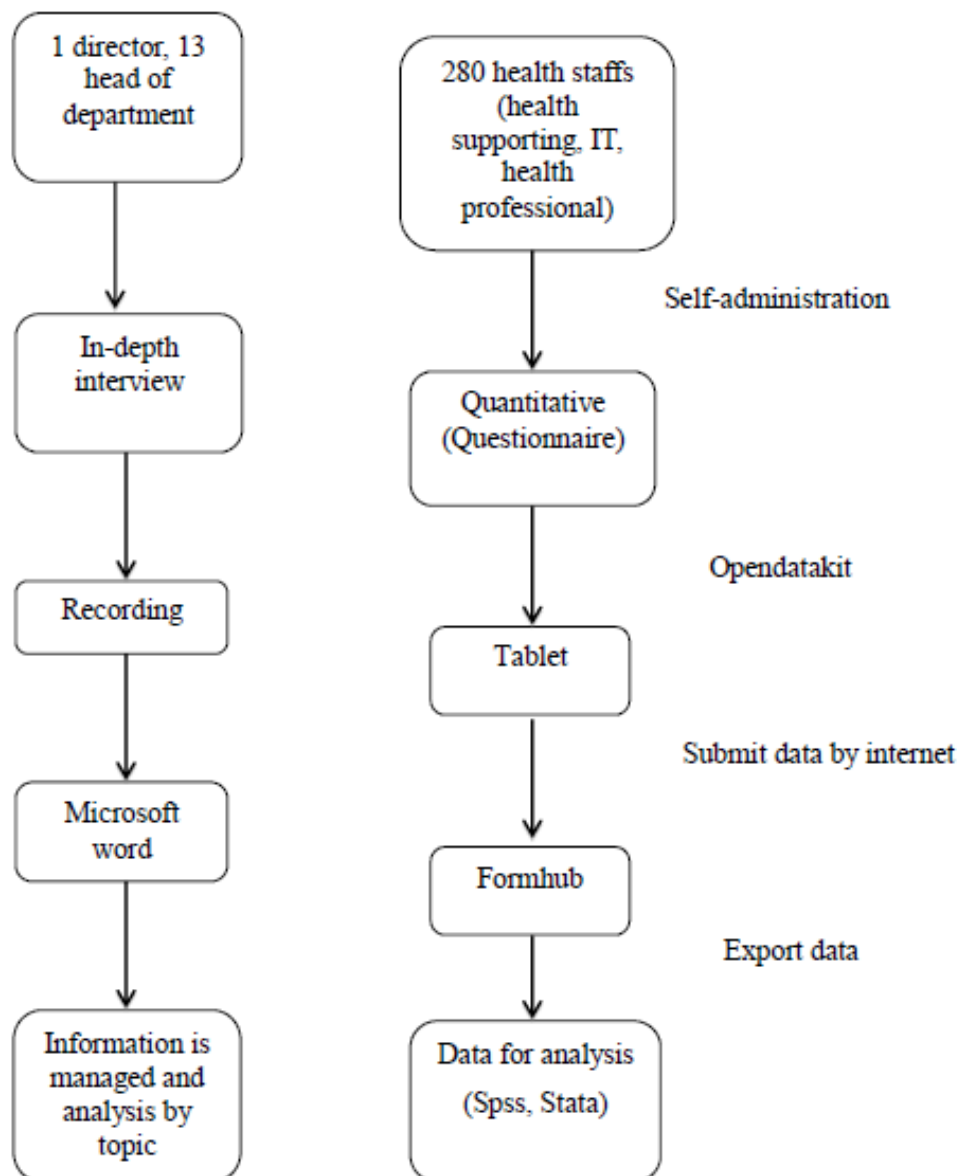 1 director, 13
head of
department
In-depth
interview
Recording
Microsoft
word
Information is
managed and
analysis by
topic
280 health staffs
(health
supporting, IT,
health
professional)
Self-administration
Quantitative
(Questionnaire)
Opendatakit
Tablet
Submit data by internet
Formhub
Export data
Data for analysis
(Spss, Stata)